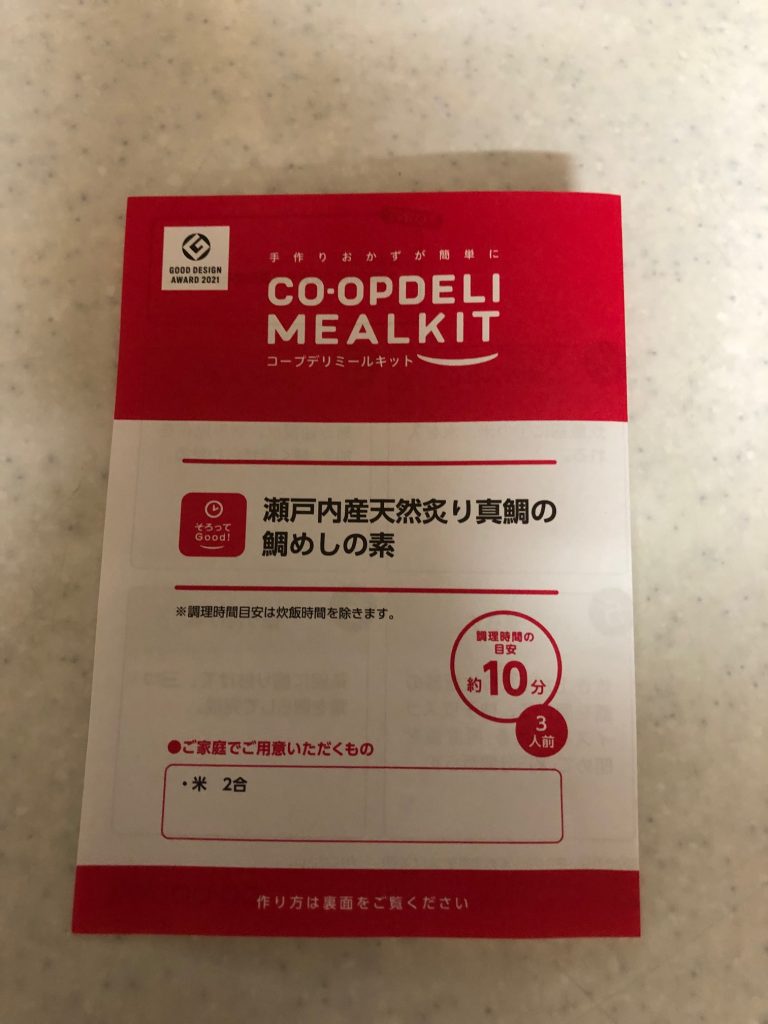 GOOD DESIGN
AWARD 2021
手作りおかずが簡単に
CO-OPDELI
MEALKIT
コープデリミールキット
そろって
Good!
瀬戸内産天然炙り真鯛の
鯛めしの素
※調理時間目安は炊飯時間を除きます。
調理時間の
目安
約10分
3
人前
●ご家庭でご用意いただくもの
・米 2合
作り方は裏面をご覧ください